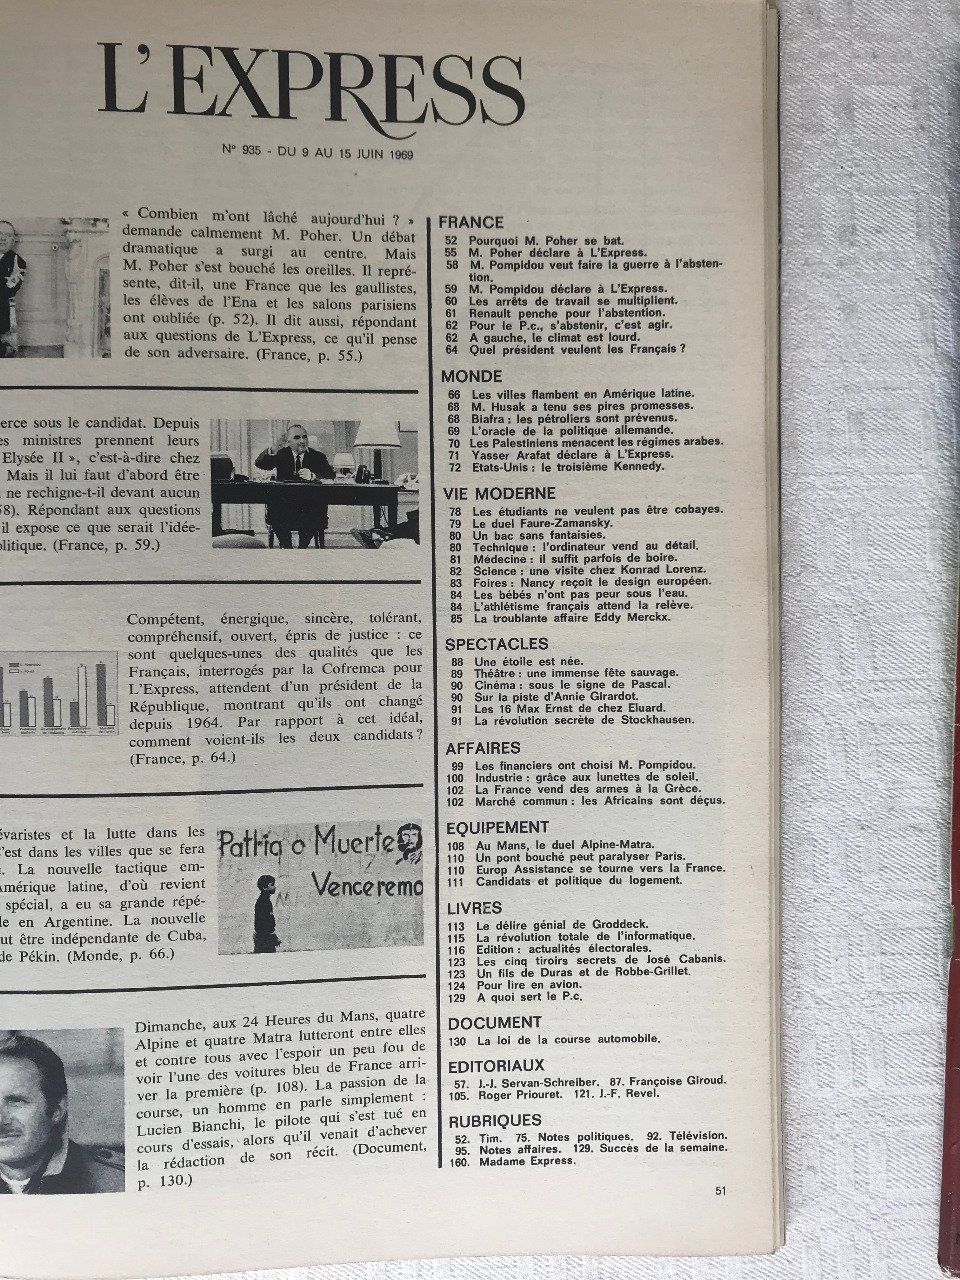 L'EXPRESS
N° 935 - DU 9 AU 15 JUIN 1969
« Combien m'ont lâché aujourd'hui ? »
demande calmement M. Poher. Un débat
dramatique a surgi au centre. Mais
M. Poher s'est bouché les oreilles. Il repré-
sente, dit-il, une France que les gaullistes,
les élèves de l'Ena et les salons parisiens
ont oubliée (p. 52). Il dit aussi, répondant
aux questions de L'Express, ce qu'il pense
de son adversaire. (France, p. 55.)
erce sous le candidat. Depuis
es ministres prennent leurs
Elysée II », c'est-à-dire chez
Mais il lui faut d'abord être
ne rechigne-t-il devant aucun
58). Répondant aux questions
il expose ce que serait l'idée-
olitique. (France, p. 59.)
Compétent, énergique, sincère, tolérant,
compréhensif, ouvert, épris de justice : ce
sont quelques-unes des qualités que les
Français, interrogés par la Cofremca pour
L'Express, attendent d'un président de la
République, montrant qu'ils ont changé
depuis 1964. Par rapport à cet idéal,
comment voient-ils les deux candidats ?
(France, p. 64.)
évaristes et la lutte dans les
'est dans les villes que se fera
. La nouvelle tactique em-
Amérique latine, d'où revient
spécial, a eu sa grande répé-
le en Argentine. La nouvelle
ut être indépendante de Cuba,
de Pékin. (Monde, p. 66.)
Patria o Muerte
Venceremo
Dimanche, aux 24 Heures du Mans, quatre
Alpine et quatre Matra lutteront entre elles
et contre tous avec l'espoir un peu fou de
voir l'une des voitures bleu de France arri-
ver la première (p. 108). La passion de la
course, un homme en parle simplement :
Lucien Bianchi, le pilote qui s'est tué en
cours d'essais, alors qu'il venait d'achever
la rédaction de son récit. (Document,
p. 130.)
FRANCE
52 Pourquoi M. Poher se bat.
55 M. Poher déclare à L'Express.
58 M. Pompidou veut faire la guerre à l'absten-
tion.
59 M. Pompidou déclare à L'Express.
60 Les arrêts de travail se multiplient.
61 Renault penche pour l'abstention.
62 Pour le P.c., s'abstenir, c'est agir.
62 A gauche, le climat est lourd.
64 Quel président veulent les Français ?
MONDE
66 Les villes flambent en Amérique latine.
68 M. Husak a tenu ses pires promesses.
68 Biafra : les pétroliers sont prévenus.
69 L'oracle de la politique allemande.
70 Les Palestiniens menacent les régimes arabes.
71 Yasser Arafat déclare à L'Express.
72 Etats-Unis : le troisième Kennedy.
VIE MODERNE
78 Les étudiants ne veulent pas être cobayes.
79 Le duel Faure-Zamansky.
80 Un bac sans fantaisies.
80 Technique : l'ordinateur vend au détail.
81 Médecine : il suffit parfois de boire.
82 Science : une visite chez Konrad Lorenz.
83 Foires : Nancy reçoit le design européen.
84 Les bébés n'ont pas peur sous l'eau.
84 L'athlétisme français attend la relève.
85 La troublante affaire Eddy Merckx.
SPECTACLES
88 Une étoile est née.
89 Théâtre : une immense fête sauvage.
90 Cinéma : sous le signe de Pascal.
90 Sur la piste d'Annie Girardot.
91 Les 16 Max Ernst de chez Eluard.
91 La révolution secrète de Stockhausen.
AFFAIRES
99 Les financiers ont choisi M. Pompidou.
100 Industrie : grâce aux lunettes de soleil.
102 La France vend des armes à la Grèce.
102 Marché commun : les Africains sont déçus.
EQUIPEMENT
108 Au Mans, le duel Alpine-Matra.
110 Un pont bouché peut paralyser Paris.
110 Europ Assistance se tourne vers la France.
111 Candidats et politique du logement.
LIVRES
113 Le délire génial de Groddeck.
115 La révolution totale de l'informatique.
116 Edition : actualités électorales.
123 Les cinq tiroirs secrets de José Cabanis.
123 Un fils de Duras et de Robbe-Grillet.
124 Pour lire en avion.
129 A quoi sert le P.c.
DOCUMENT
130 La loi de la course automobile.
EDITORIAUX
57. J.-J. Servan-Schreiber. 87. Françoise Giroud.
105. Roger Priouret. 121. J.-F. Revel.
RUBRIQUES
52. Tim. 75. Notes politiques. 92. Télévision.
95. Notes affaires. 129. Succès de la semaine.
160. Madame Express.
51